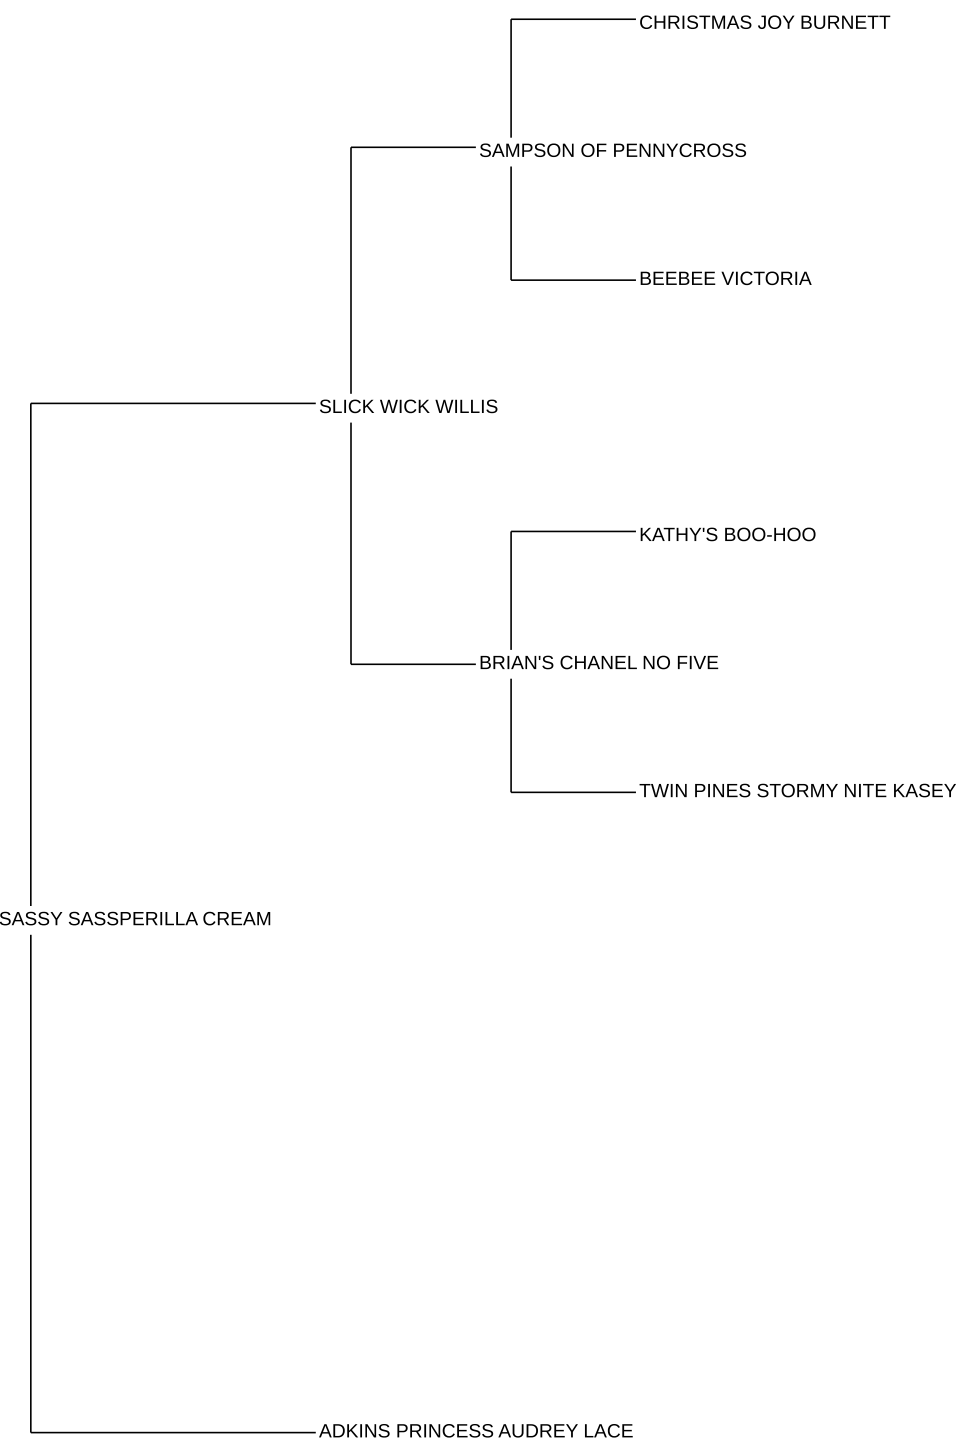 CHRISTMAS JOY BURNETT
SAMPSON OF PENNYCROSS
BEEBEE VICTORIA
SLICK WICK WILLIS
KATHY'S BOO-HOO
BRIAN'S CHANEL NO FIVE
TWIN PINES STORMY NITE KASEY
SASSY SASSPERILLA CREAM
ADKINS PRINCESS AUDREY LACE